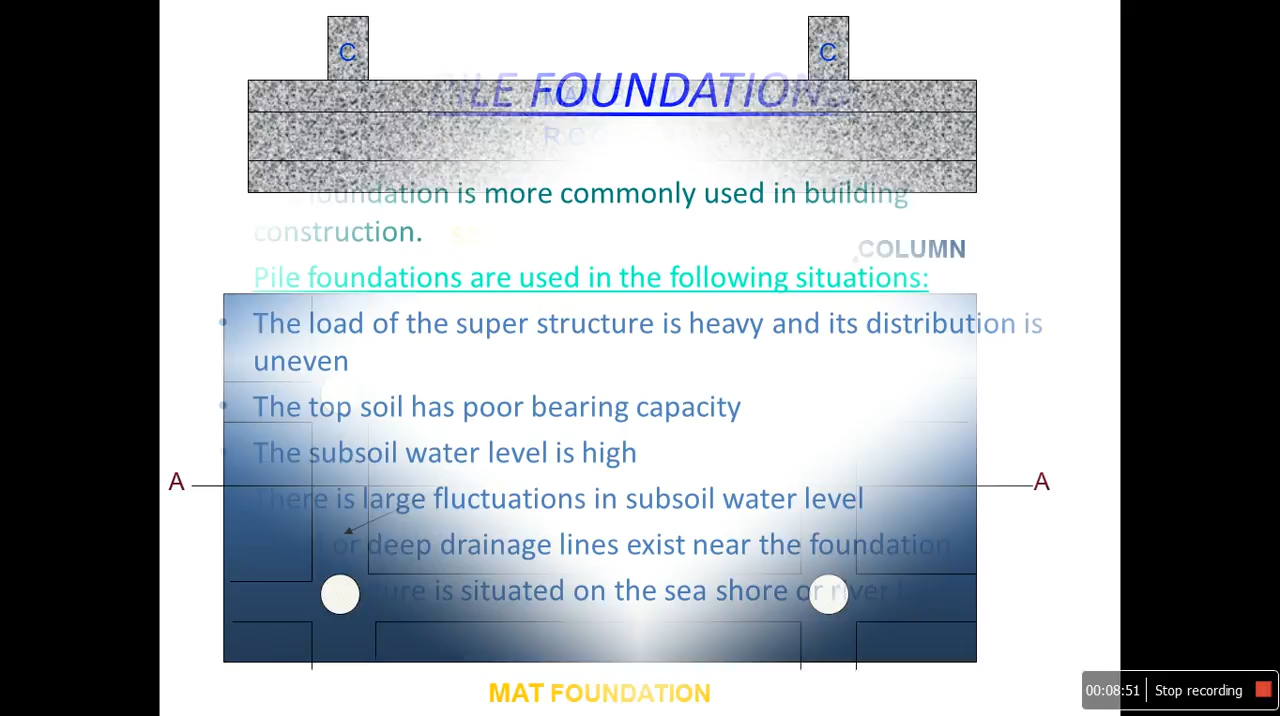 C C
PILE FOUNDATIONS
foundation is more commonly used in building
construction.
COLUMN
Pile foundations are used in the following situations:
• The load of the super structure is heavy and its distribution is
uneven
• The top soil has poor bearing capacity
The subsoil water level is high
A A
There is large fluctuations in subsoil water level
or deep drainage lines exist near the foundation
is situated on the sea shore or river
MAT FOUNDATION
00:08:51 Stop recording